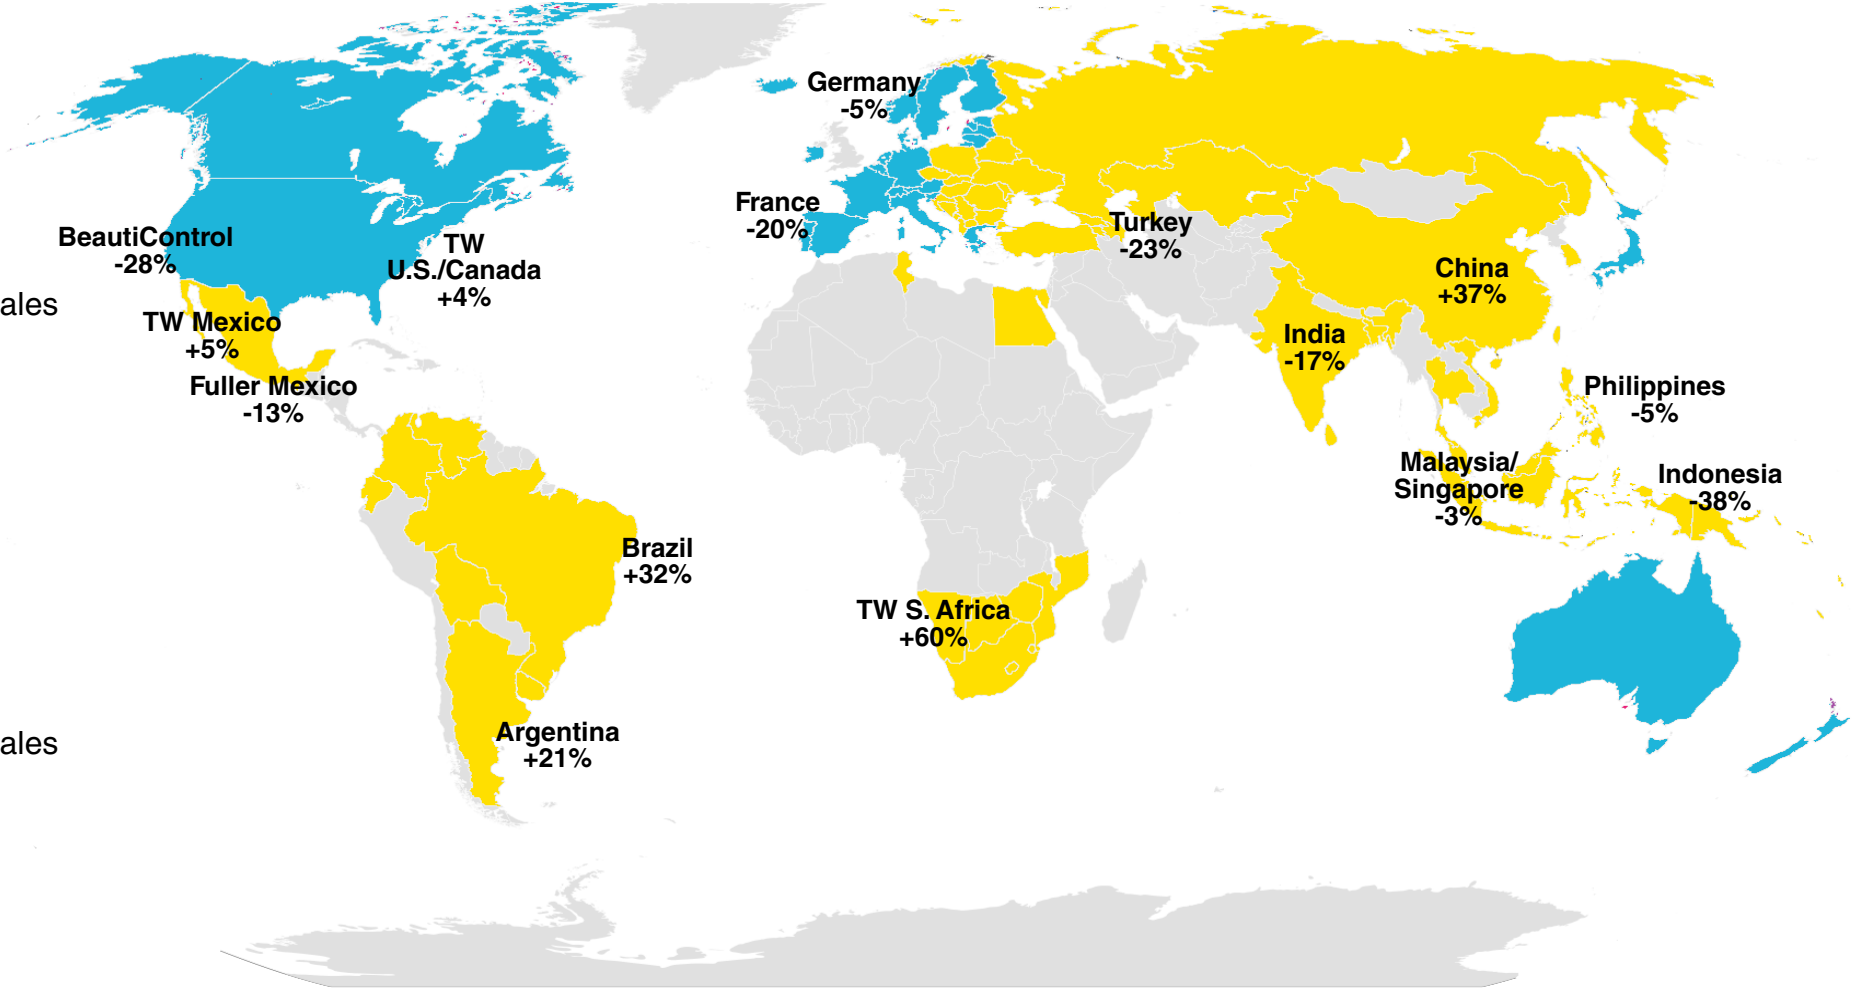 Germany
-5%
France
-20%
Turkey
-23%
BeautiControl
-28%
TW
U.S./Canada
+4%
China
+37%
ales
TW Mexico
+5%
India
-17%
Fuller Mexico
-13%
Philippines
-5%
Malaysia/
Singapore
-3%
Indonesia
-38%
Brazil
+32%
TW S. Africa
+60%
Argentina
+21%
ales